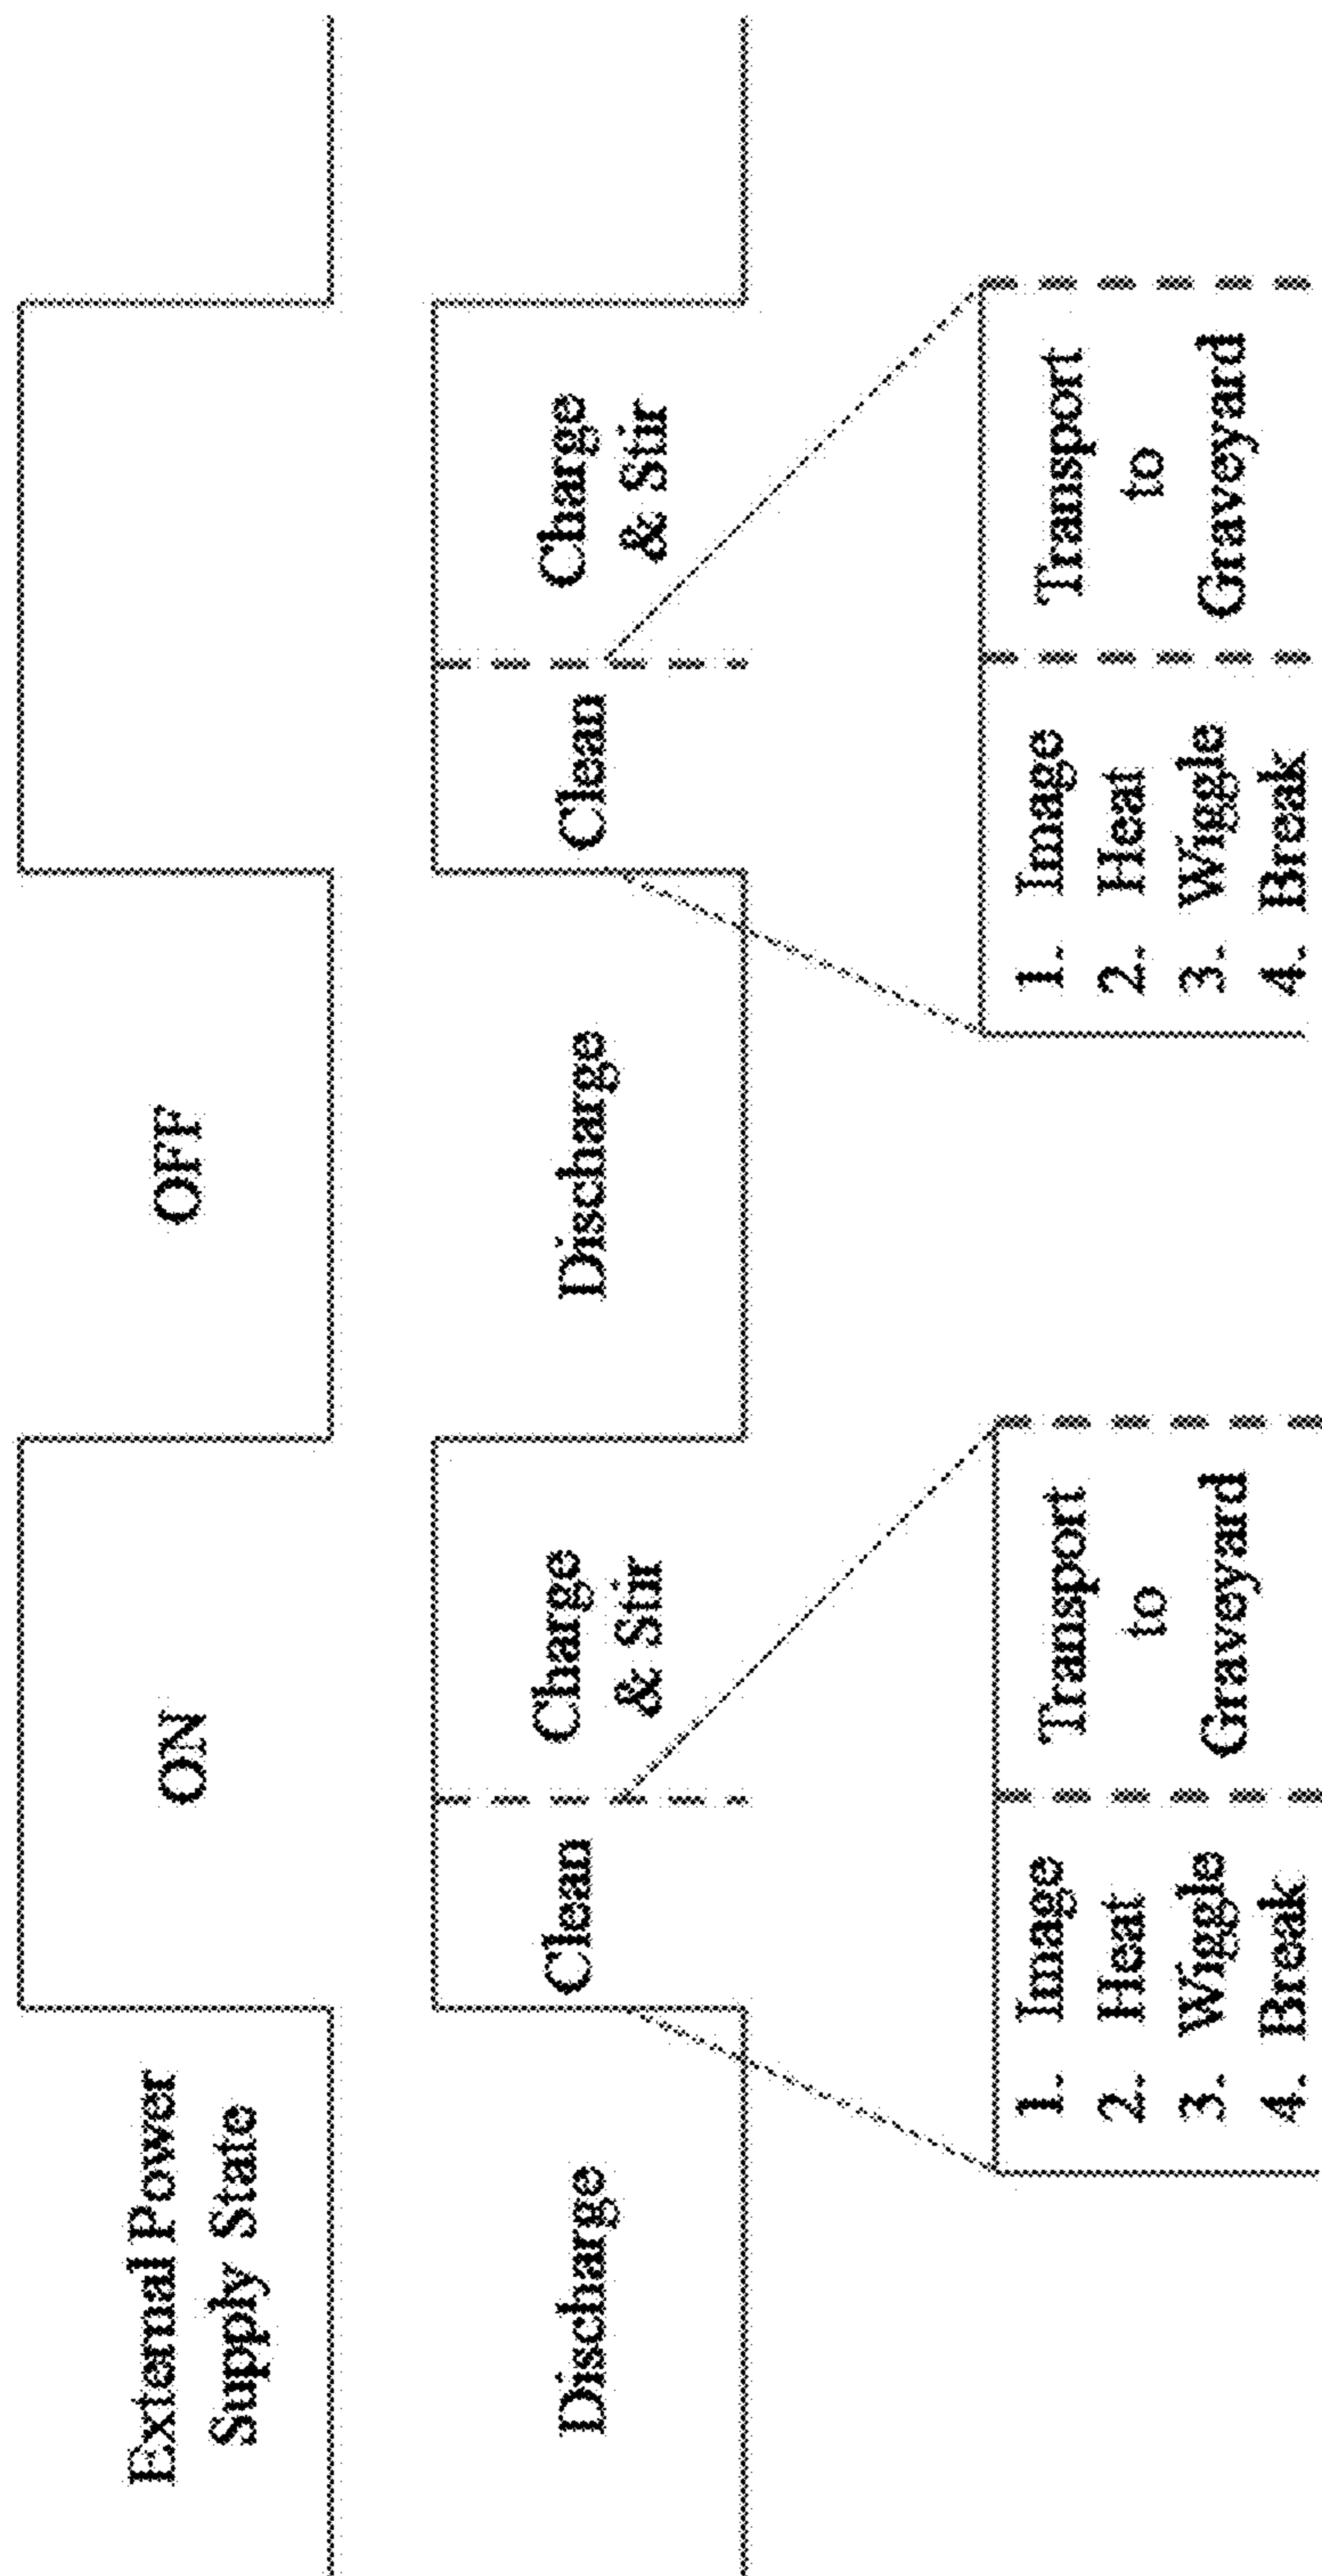 External Power
Supply State
ON
OFF
Discharge
Clean
Charge
& Stir
Discharge
Clean
Charge
& Stir
1. Image
2. Heat
3. Wiggle
4. Break
Transport
to
Graveyard
1. Image
2. Heat
3. Wiggle
4. Break
Transport
to
Graveyard